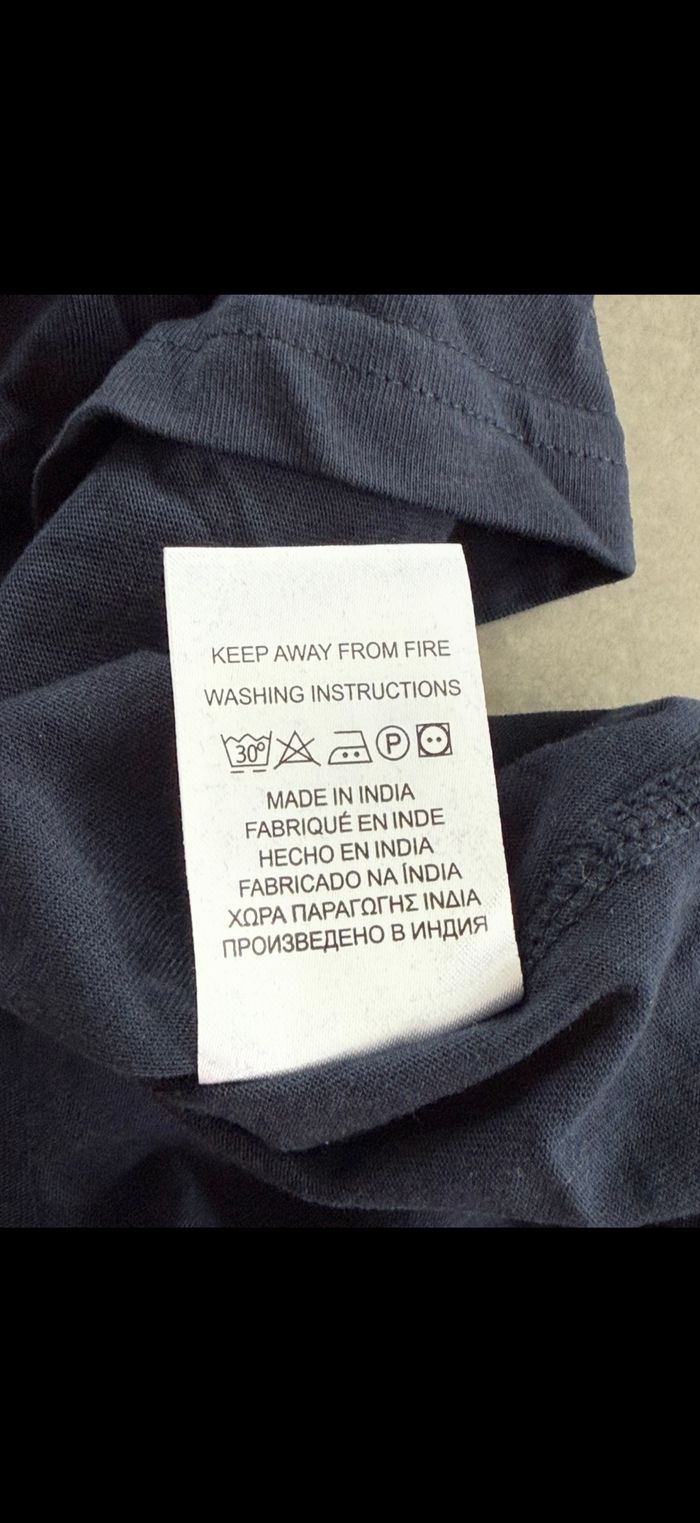 KEEP AWAY FROM FIRE
WASHING INSTRUCTIONS
30° P
MADE IN INDIA
FABRIQUÉ EN INDE
HECHO EN INDIA
FABRICADO NA ÍNDIA
ΧΩΡΑ ΠΑΡΑΓΩΓΗΣ ΙΝΔΙΑ
ПРОИЗВЕДЕНО В ИНДИЯ